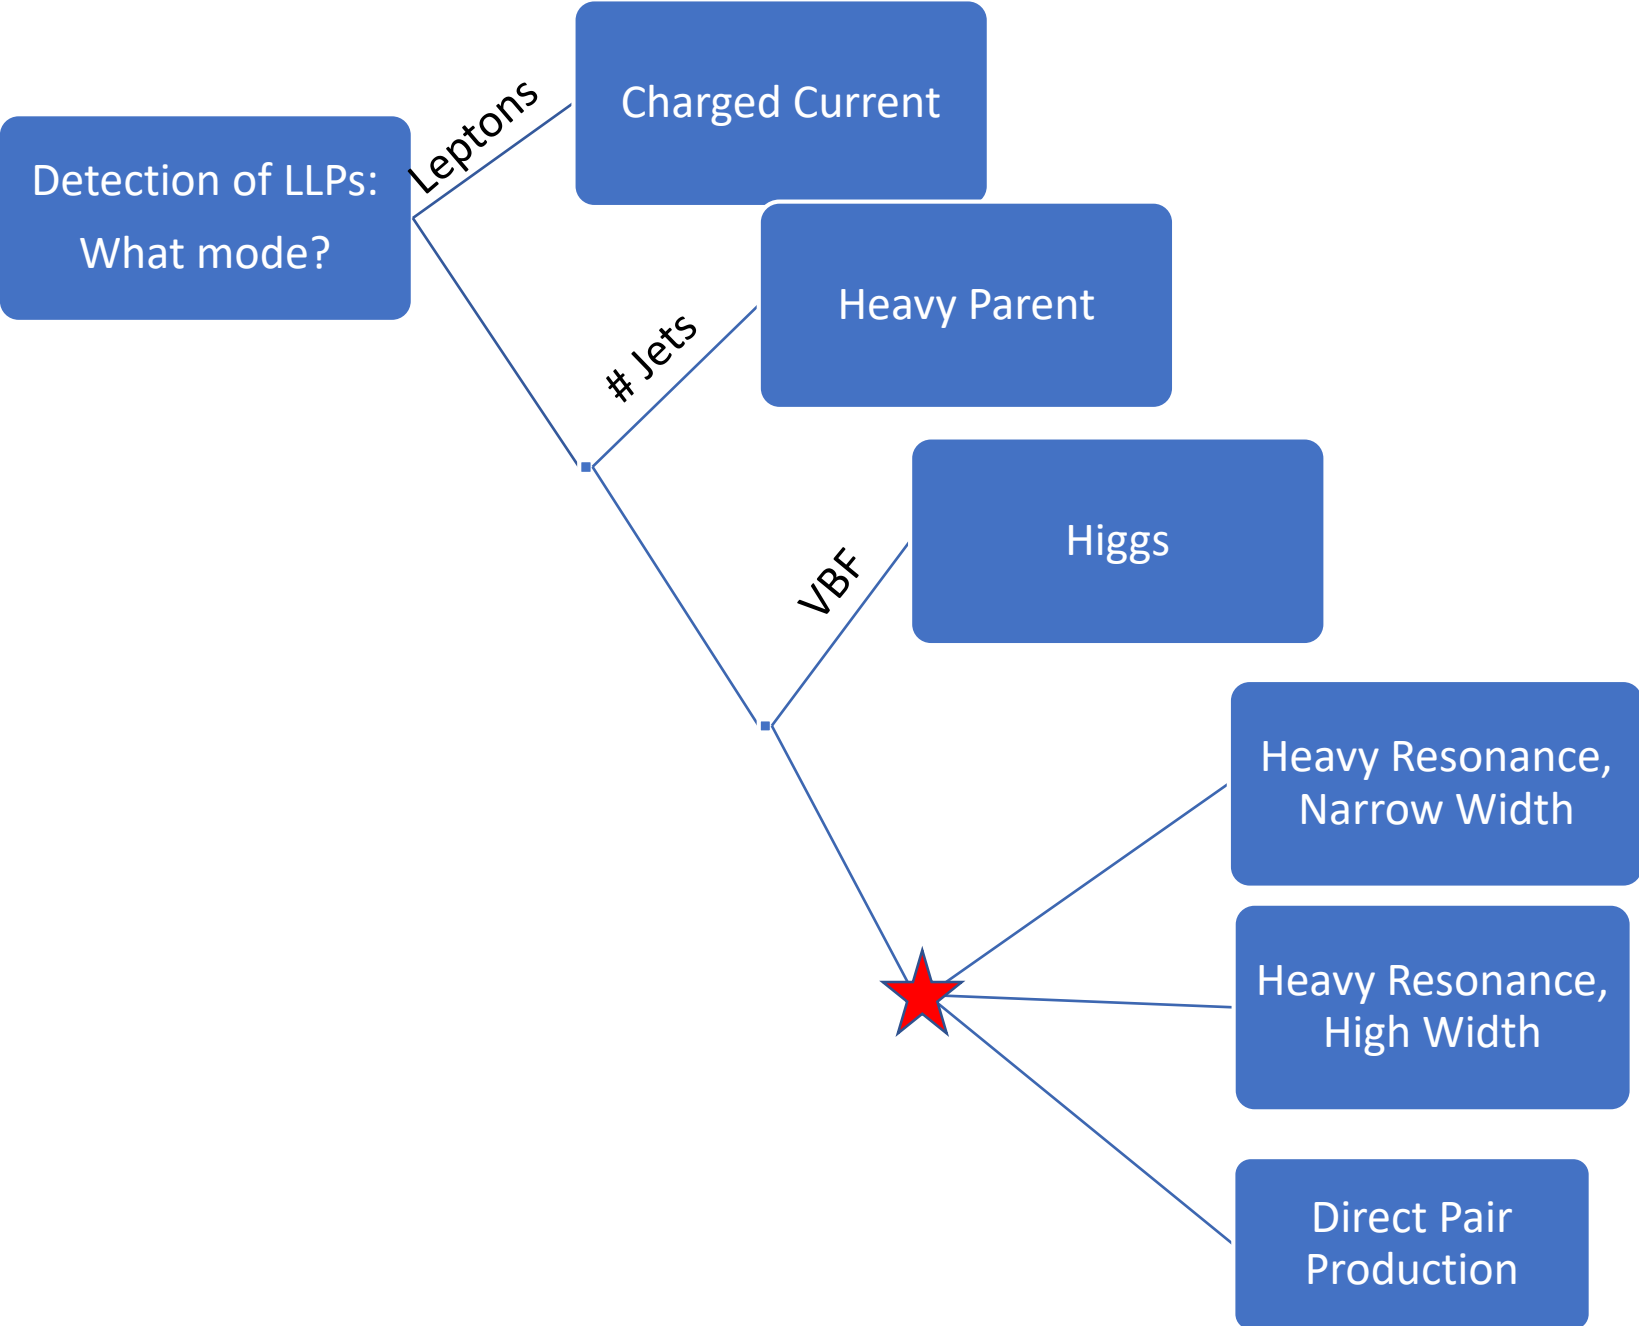 Leptons
Charged Current
Detection of LLPs:
What mode?
# Jets
Heavy Parent
VBF
Higgs
Heavy Resonance,
Narrow Width
Heavy Resonance,
High Width
Direct Pair
Production